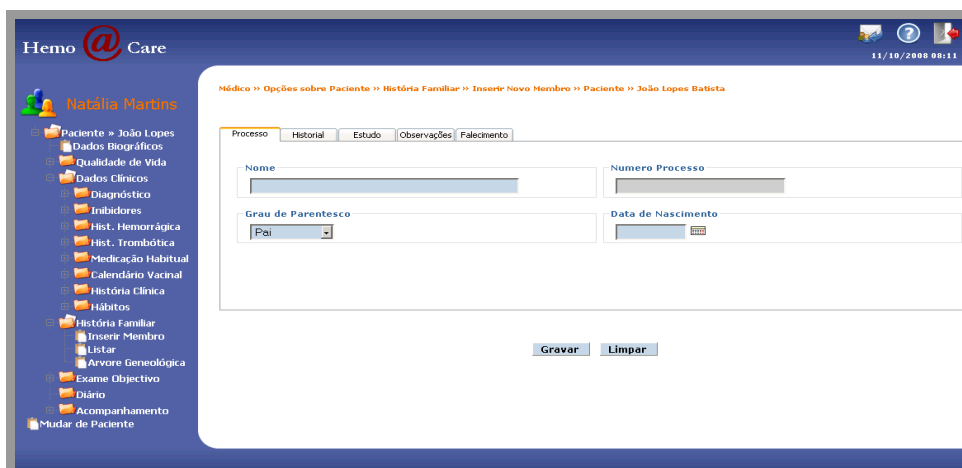 Hemo @ Care
11/10/2008 08:11
Médico » Opções sobre Paciente » História Familiar » Inserir Novo Membro » Paciente » João Lopes Batista
Natália Martins
Paciente » João Lopes
Dados Biográficos
Qualidade de Vida
Dados Clínicos
Diagnóstico
Inibidores
Hist. Hemorrágica
Hist. Trombótica
Medicação Habitual
Calendário Vacinal
História Clínica
Hábitos
História Familiar
Inserir Membro
Listar
Arvore Geneológica
Exame Objectivo
Diário
Acompanhamento
Mudar de Paciente
Processo Historial Estudo Observações Falecimento
Nome Numero Processo
Grau de Parentesco Data de Nascimento
Pai
Gravar Limpar